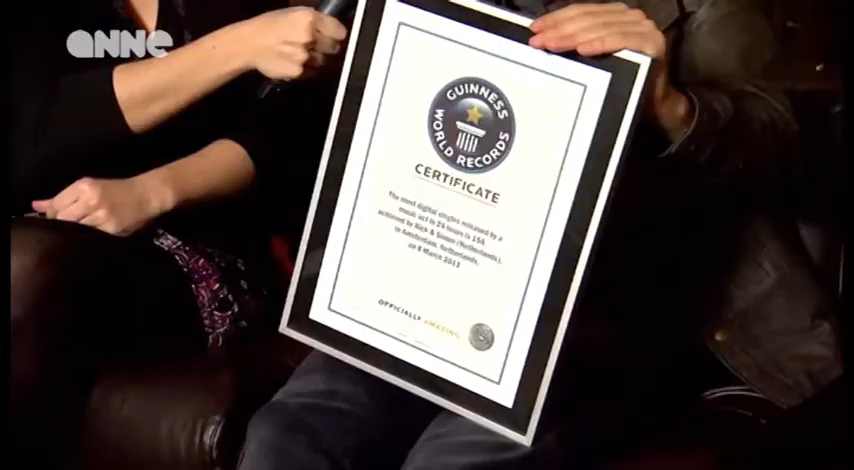 anne
GUINNESS
WORLD RECORDS
CERTIFICATE
The most digital singles released by a
music act in 24 hours is 154,
achieved by Nick & Simon (Netherlands),
in Amsterdam, Netherlands,
on 8 March 2013
OFFICIALLY AMAZING